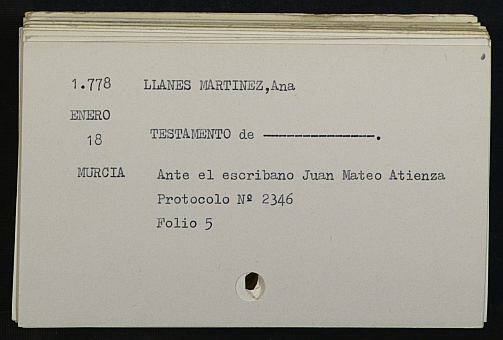 1.778 LLANES MARTINEZ,Ana
ENERO
18 TESTAMENTO de ---------------.
MURCIA Ante el escribano Juan Mateo Atienza
Protocolo Nº 2346
Folio 5